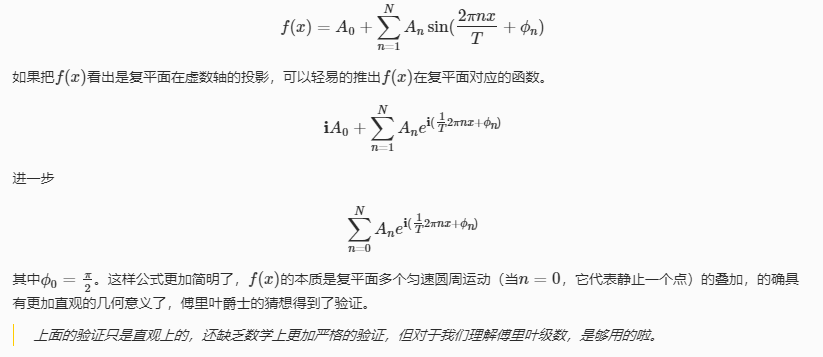 f(x) = A_0 + \sum_{n=1}^{N} A_n \sin(\frac{2\pi nx}{T} + \phi_n)
如果把f(x)看出是复平面在虚数轴的投影，可以轻易的推出f(x)在复平面对应的函数。
\mathbf{i}A_0 + \sum_{n=1}^{N} A_n e^{\mathbf{i}(\frac{1}{T}2\pi nx+\phi_n)}
进一步
\sum_{n=0}^{N} A_n e^{\mathbf{i}(\frac{1}{T}2\pi nx+\phi_n)}
其中\phi_0 = \frac{\pi}{2}。这样公式更加简明了，f(x)的本质是复平面多个匀速圆周运动（当n = 0，它代表静止一个点）的叠加，的确具
有更加直观的几何意义了，傅里叶爵士的猜想得到了验证。
上面的验证只是直观上的，还缺乏数学上更加严格的验证，但对于我们理解傅里叶级数，是够用的啦。